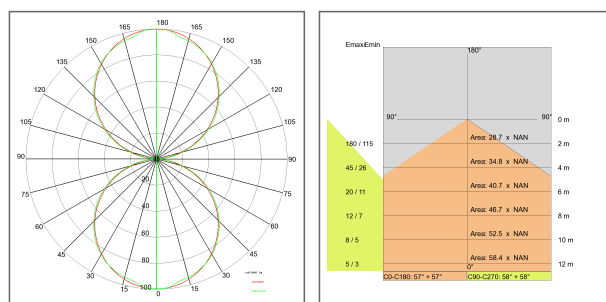 180
165 165
150 150
135 135
120 120
105 105
90 90
75 75
60 60
45 45
30 30
15 15
0
20
40
60
80
100
EmaxEmin
180°
90° 90°
0 m
180 / 115 Area: 28.7 x NAN 2 m
45 / 26 Area: 34.8 x NAN 4 m
20 / 11 Area: 40.7 x NAN 6 m
12 / 7 Area: 46.7 x NAN 8 m
8 / 5 Area: 52.5 x NAN 10 m
5 / 3 Area: 58.4 x NAN 12 m
0°
C0-C180: 57° + 57° C90-C270: 58° + 58°